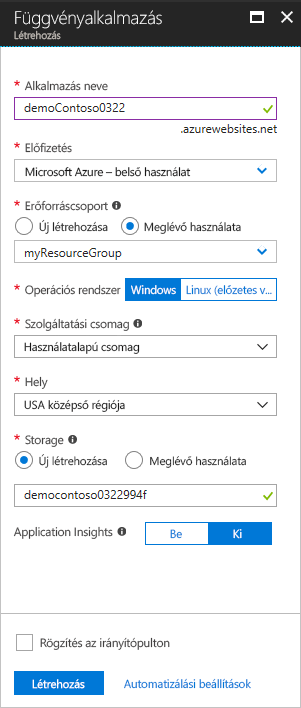 Függvényalkalmazás
Létrehozás
* Alkalmazás neve
demoContoso0322
.azurewebsites.net
* Előfizetés
Microsoft Azure – belső használat
* Erőforráscsoport
Új létrehozása Meglévő használata
myResourceGroup
* Operációs rendszer Windows Linux (előzetes v...
* Szolgáltatási csomag
Használatalapú csomag
* Hely
USA középső régiója
* Storage
Új létrehozása Meglévő használata
democontoso0322994f
Application Insights Be Ki
Rögzítés az irányítópulton
Létrehozás Automatizálási beállítások